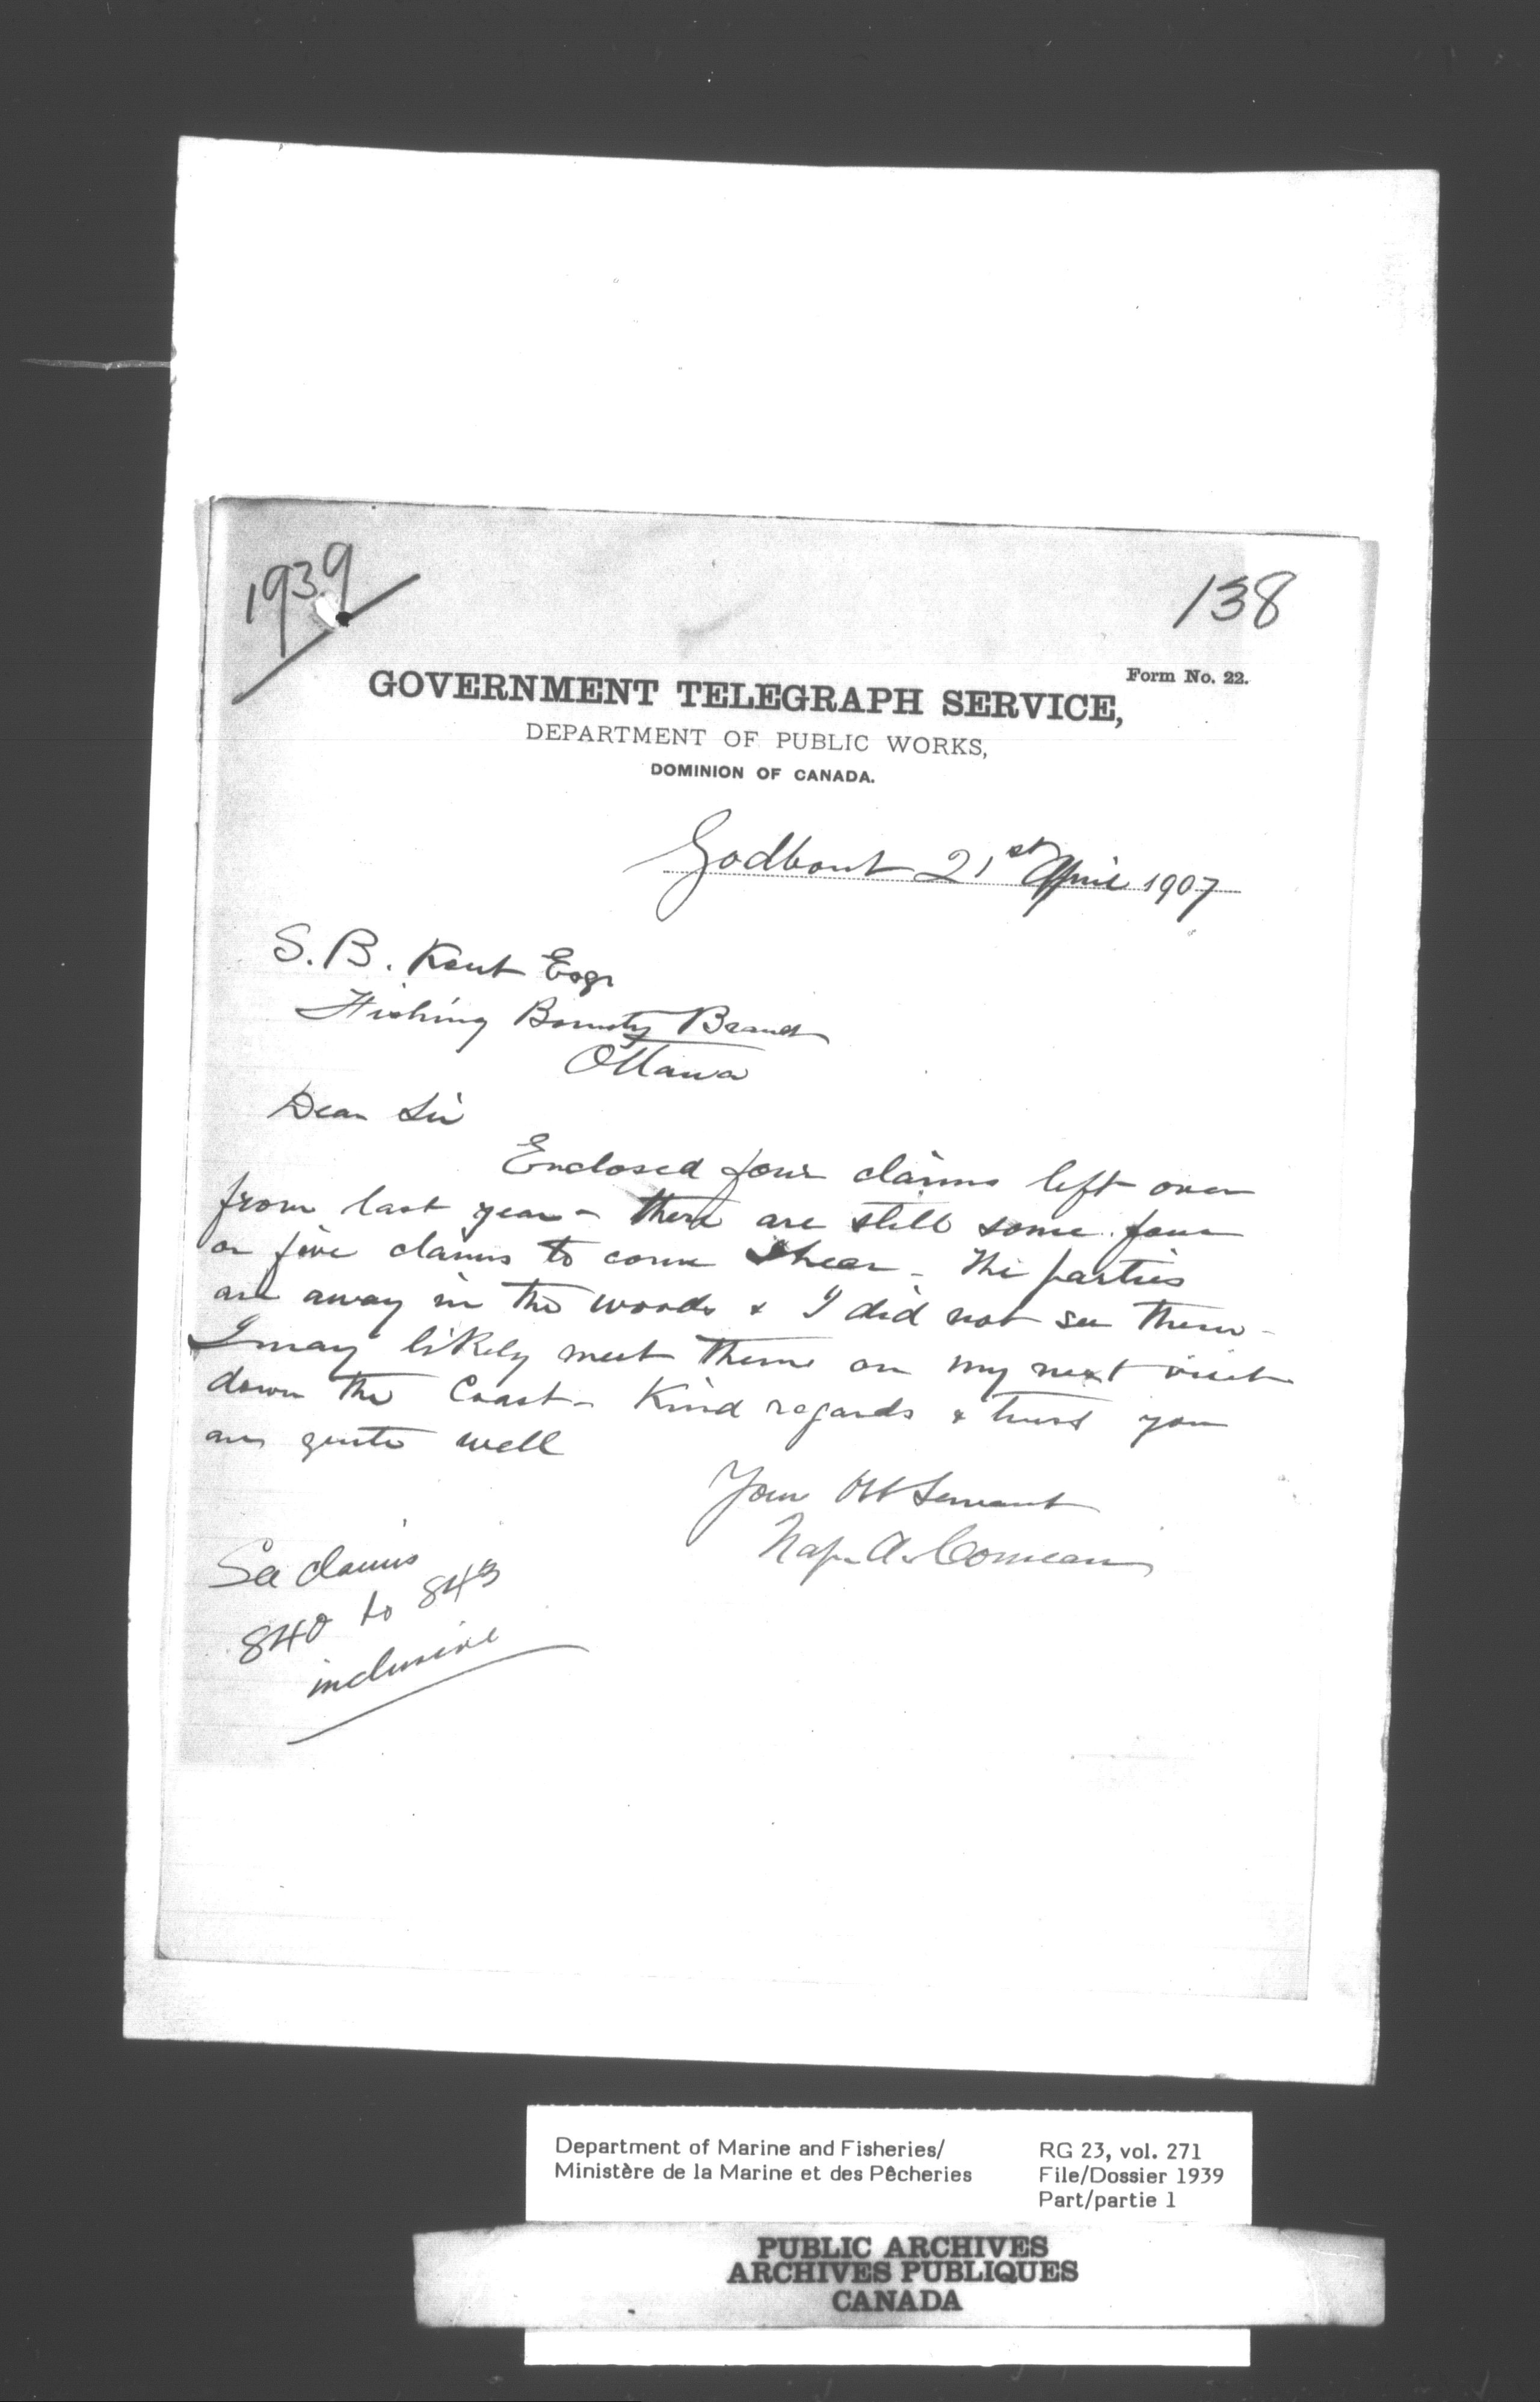 1939
138
Form No. 22.
GOVERNMENT TELEGRAPH SERVICE,
DEPARTMENT OF PUBLIC WORKS,
DOMINION OF CANADA.
Godbout 21st April 1907
S. B. Kent Esqr
Fishing Bounty Branch
Ottawa
Dear Sir
Enclosed four claims left over
from last year - there are still some four
or five claims to come I hear - The parties
are away in the woods & I did not see them -
I may likely meet them on my next visit
down the Coast - Kind regards & trust you
are quite well
Your Obt Servant
Nap. A. Comeau
See claims
840 to 843
inclusive
Department of Marine and Fisheries/
Ministère de la Marine et des Pêcheries
RG 23, vol. 271
File/Dossier 1939
Part/partie 1
PUBLIC ARCHIVES
ARCHIVES PUBLIQUES
CANADA